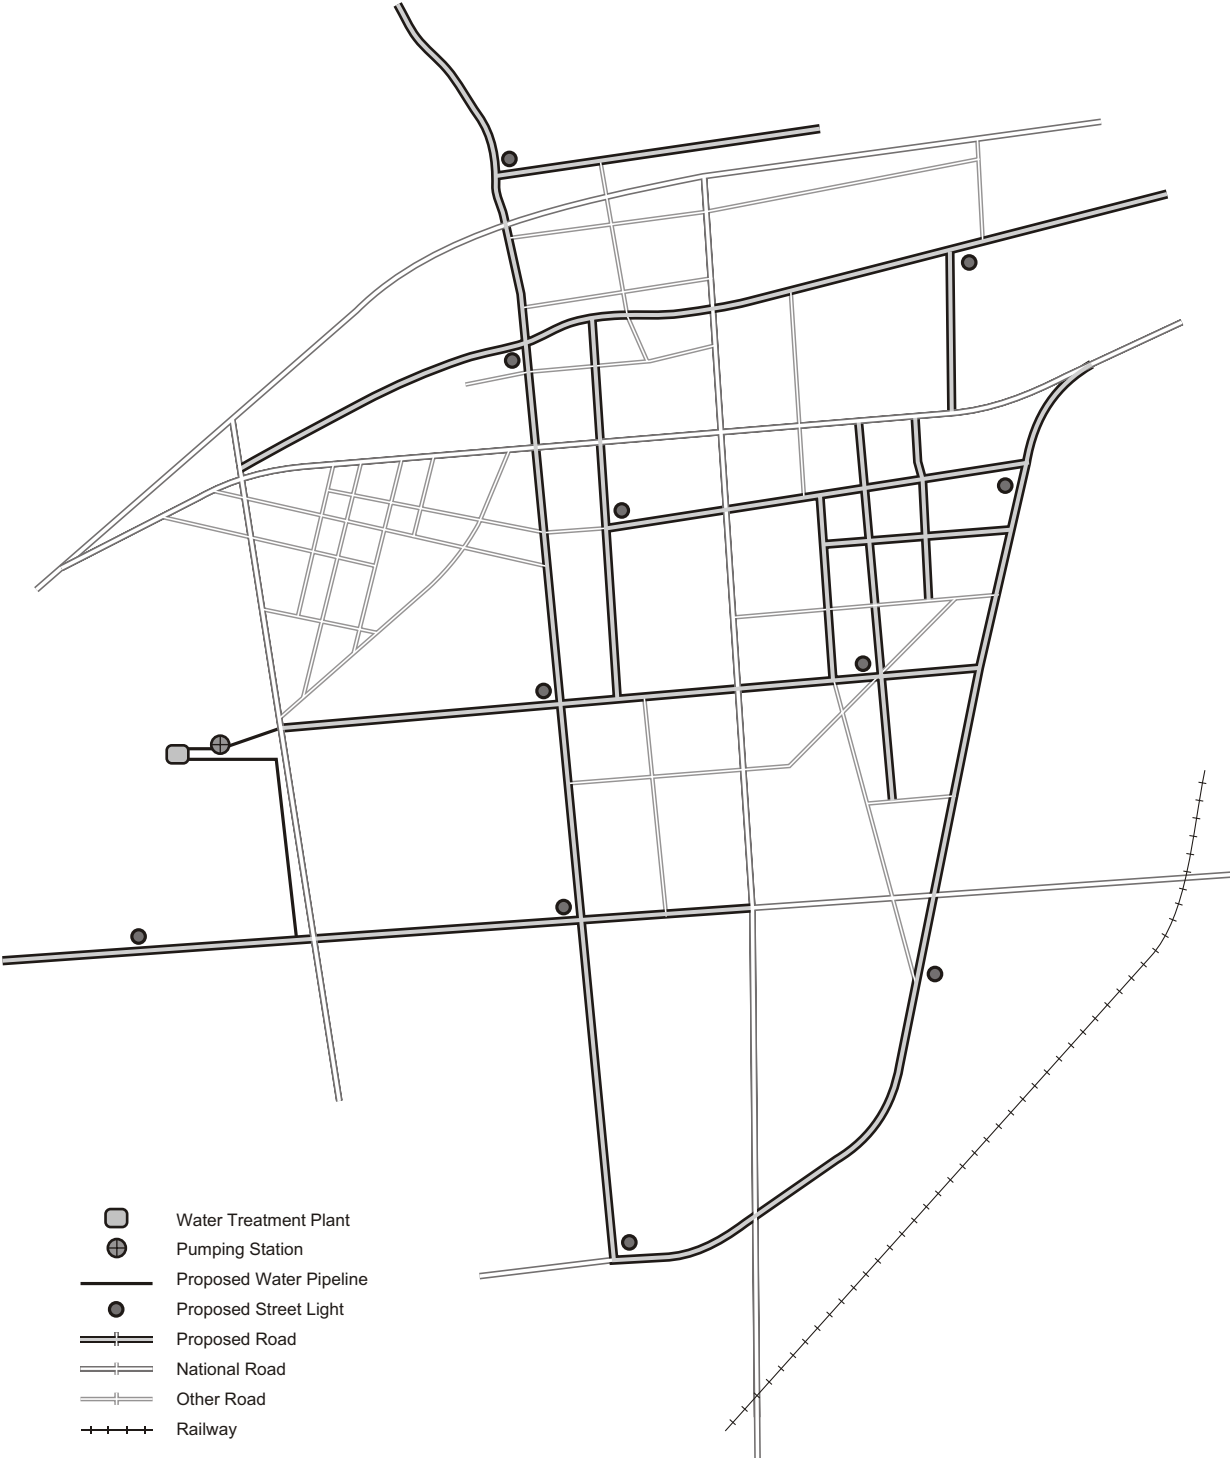 Water Treatment Plant
Pumping Station
Proposed Water Pipeline
Proposed Street Light
Proposed Road
National Road
Other Road
Railway